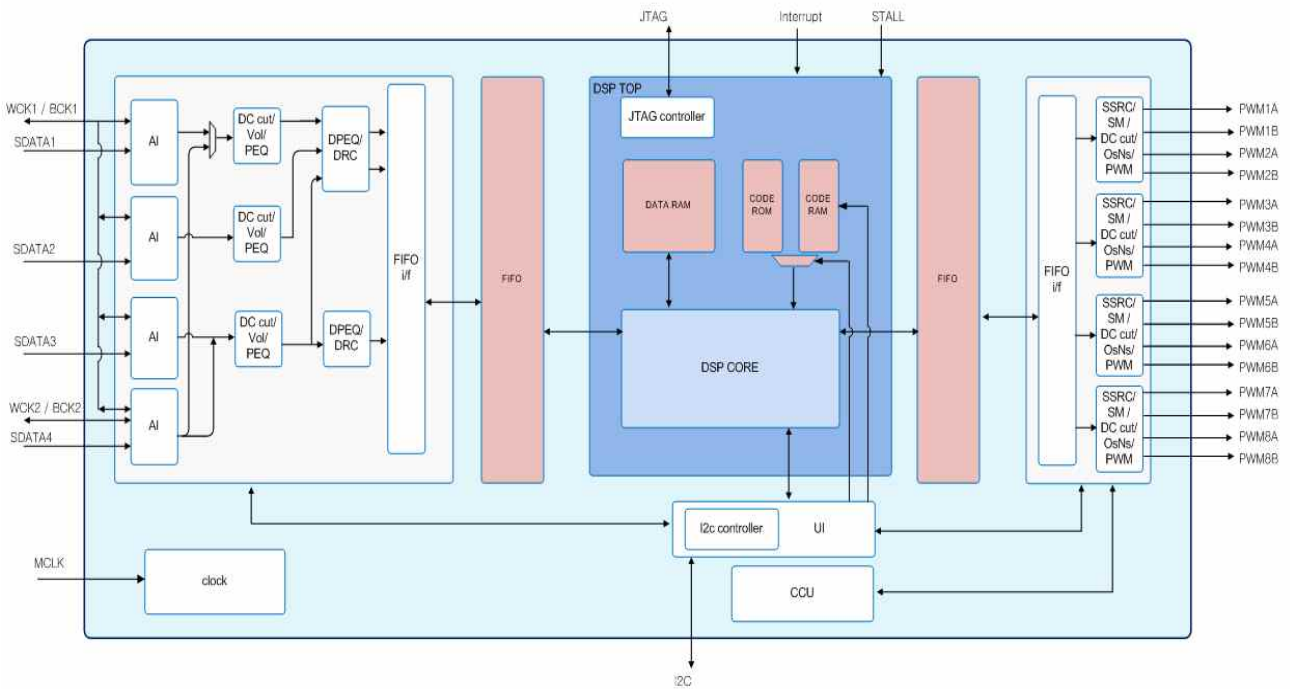 JTAG
Interrupt
STALL
WCK1 / BCK1
SDATA1
SDATA2
SDATA3
WCK2 / BCK2
SDATA4
MCLK
AI
AI
AI
AI
DC cut/
Vol/
PEQ
DC cut/
Vol/
PEQ
DC cut/
Vol/
PEQ
DPEQ/
DRC
DPEQ/
DRC
FIFO
i/f
FIFO
DSP TOP
JTAG controller
DATA RAM
CODE
ROM
CODE
RAM
DSP CORE
FIFO
FIFO
i/f
SSRC/
SM /
DC cut/
OsNs/
PWM
SSRC/
SM /
DC cut/
OsNs/
PWM
SSRC/
SM /
DC cut/
OsNs/
PWM
SSRC/
SM /
DC cut/
OsNs/
PWM
PWM1A
PWM1B
PWM2A
PWM2B
PWM3A
PWM3B
PWM4A
PWM4B
PWM5A
PWM5B
PWM6A
PWM6B
PWM7A
PWM7B
PWM8A
PWM8B
I2c controller
UI
clock
CCU
I2C